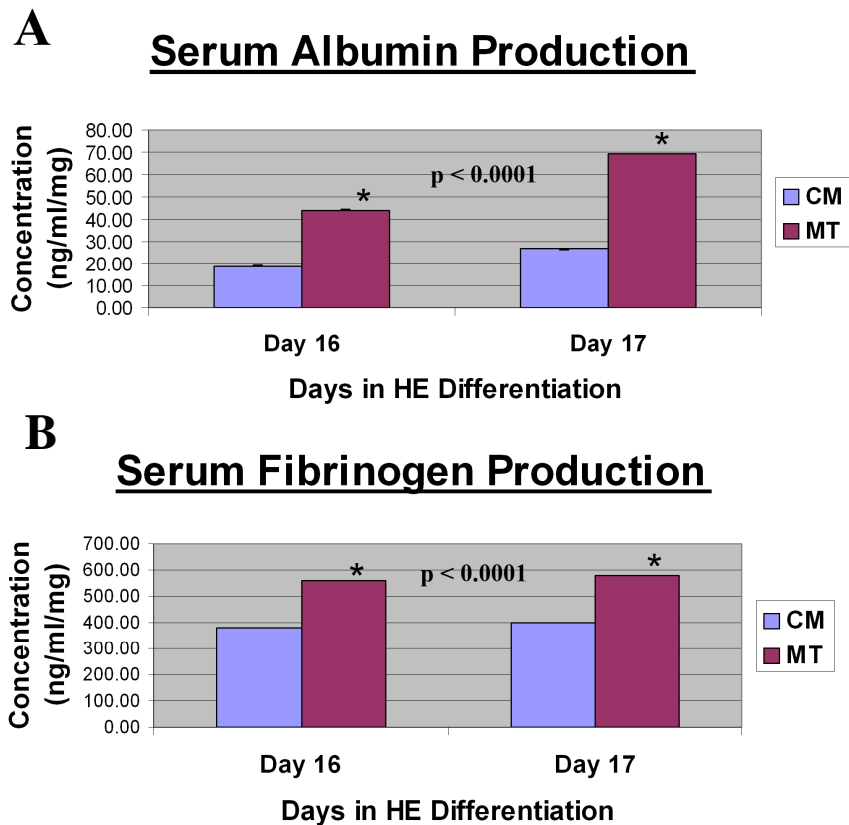 A
Serum Albumin Production
Concentration
(ng/ml/mg)
80.00
70.00
60.00
50.00
40.00
30.00
20.00
10.00
0.00
*
p < 0.0001
*
CM
MT
Day 16
Day 17
Days in HE Differentiation
B
Serum Fibrinogen Production
Concentration
(ng/ml/mg)
700.00
600.00
500.00
400.00
300.00
200.00
100.00
0.00
*
p < 0.0001
*
CM
MT
Day 16
Day 17
Days in HE Differentiation